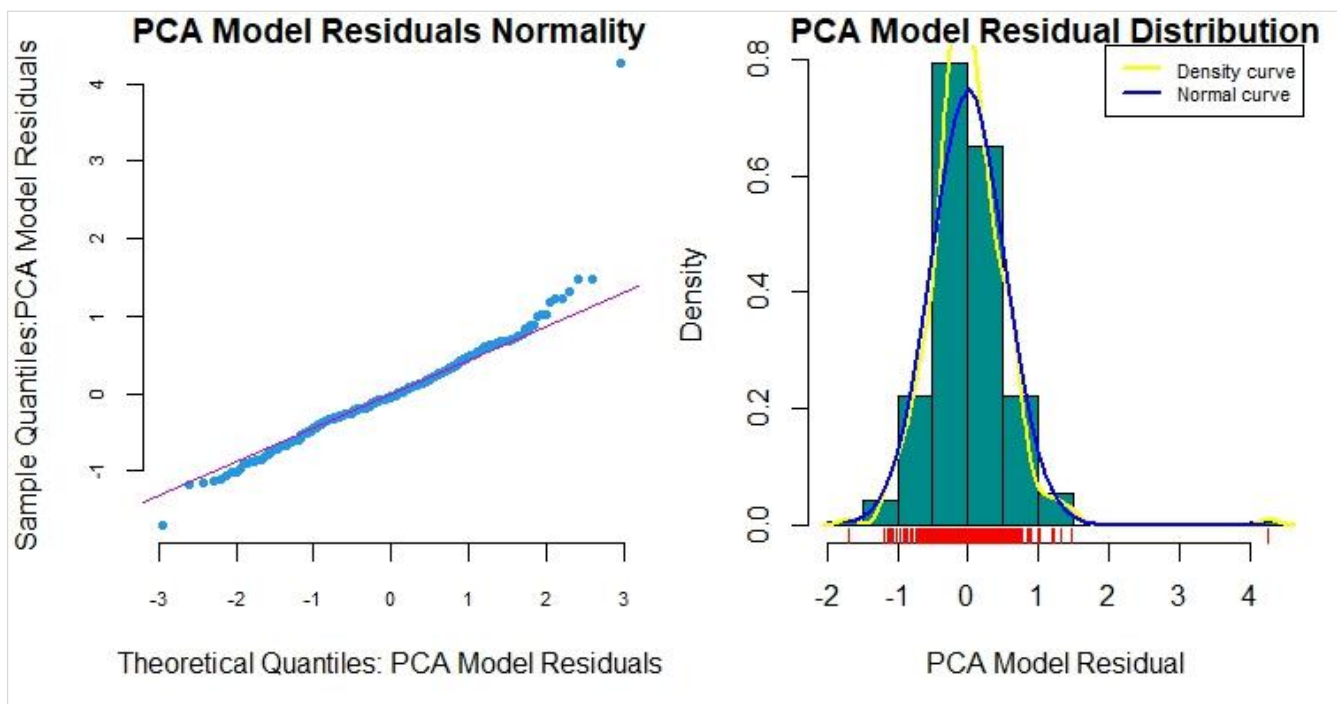 PCA Model Residuals Normality
Sample Quantiles:PCA Model Residuals
4
3
2
1
0
-1
-3 -2 -1 0 1 2 3
Theoretical Quantiles: PCA Model Residuals
PCA Model Residual Distribution
Density curve
Normal curve
Density
0.8
0.6
0.4
0.2
0.0
-2 -1 0 1 2 3 4
PCA Model Residual